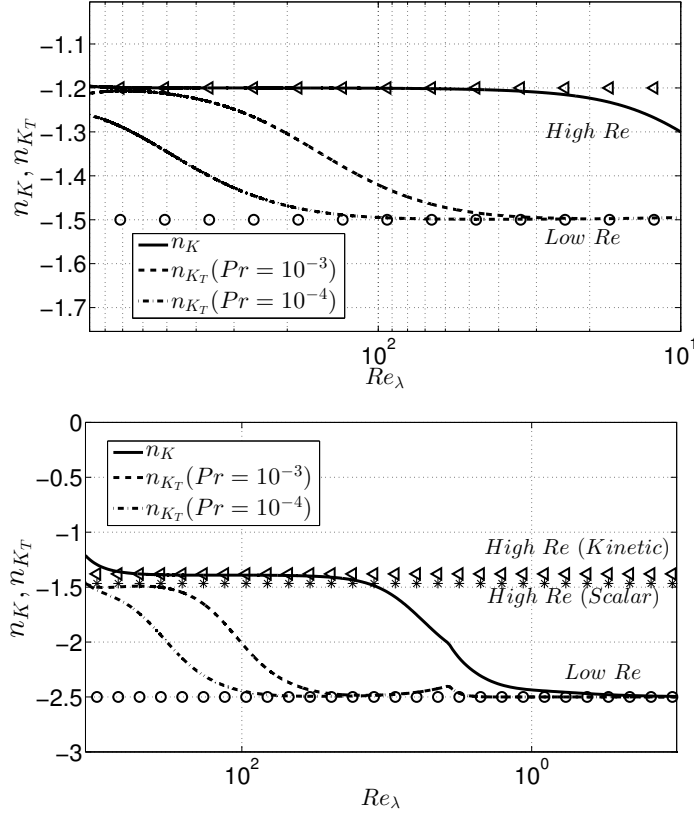 −1.1
−1.2
−1.3
−1.4
−1.5
−1.6
−1.7
n_K, n_{K_T}
High Re
Low Re
n_K
n_{K_T}(Pr = 10^{−3})
n_{K_T}(Pr = 10^{−4})
10^2
10^1
Re_λ
0
−0.5
−1
−1.5
−2
−2.5
−3
n_K, n_{K_T}
n_K
n_{K_T}(Pr = 10^{−3})
n_{K_T}(Pr = 10^{−4})
High Re (Kinetic)
High Re (Scalar)
Low Re
10^2
10^0
Re_λ